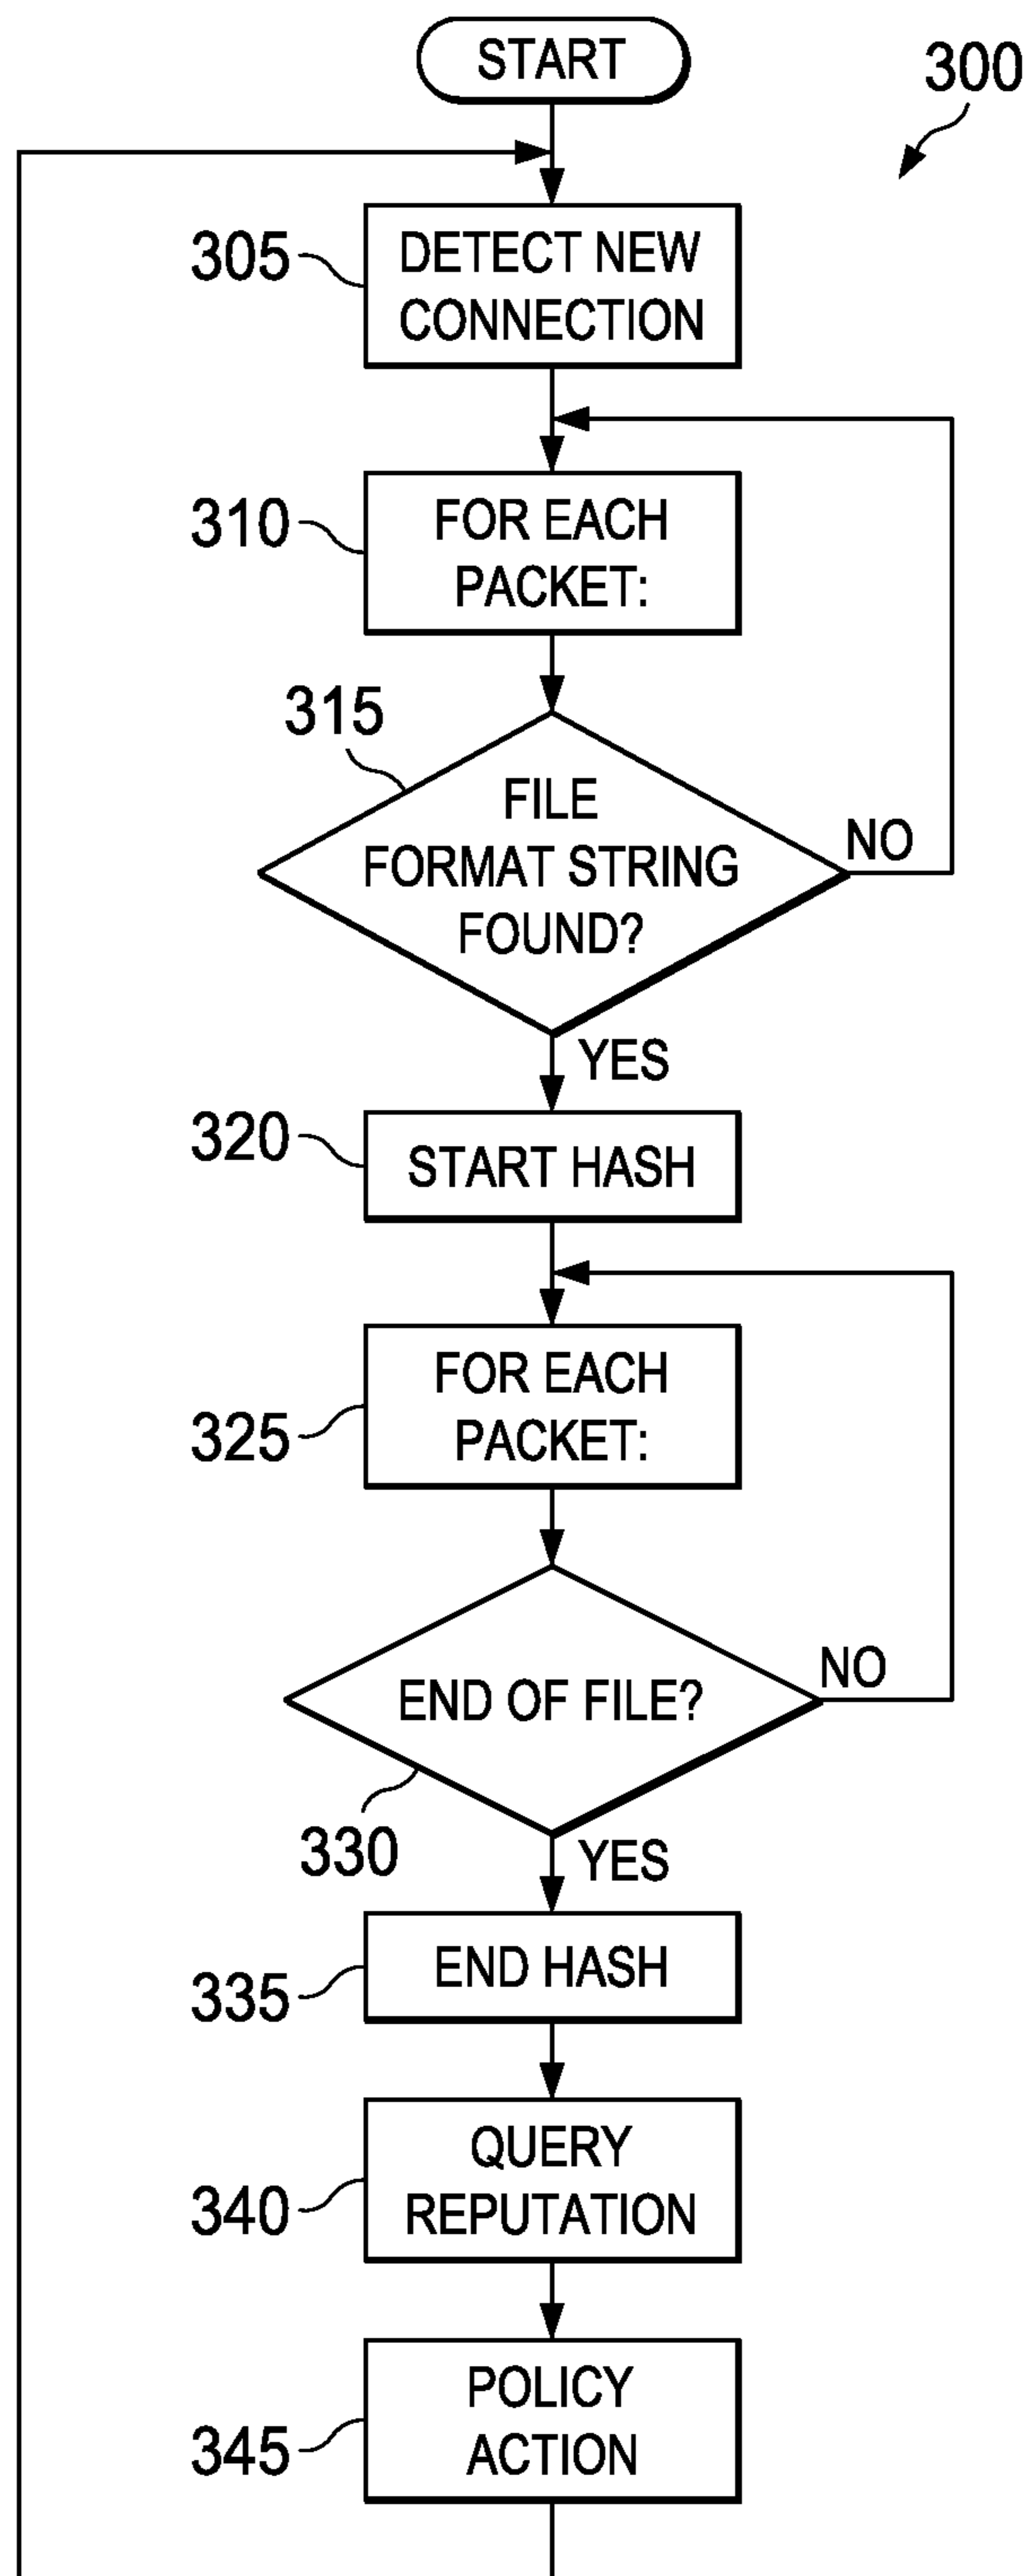 START
300
305
DETECT NEW
CONNECTION
310
FOR EACH
PACKET:
315
FILE
FORMAT STRING
FOUND?
NO
YES
320
START HASH
325
FOR EACH
PACKET:
END OF FILE?
NO
330
YES
335
END HASH
340
QUERY
REPUTATION
345
POLICY
ACTION